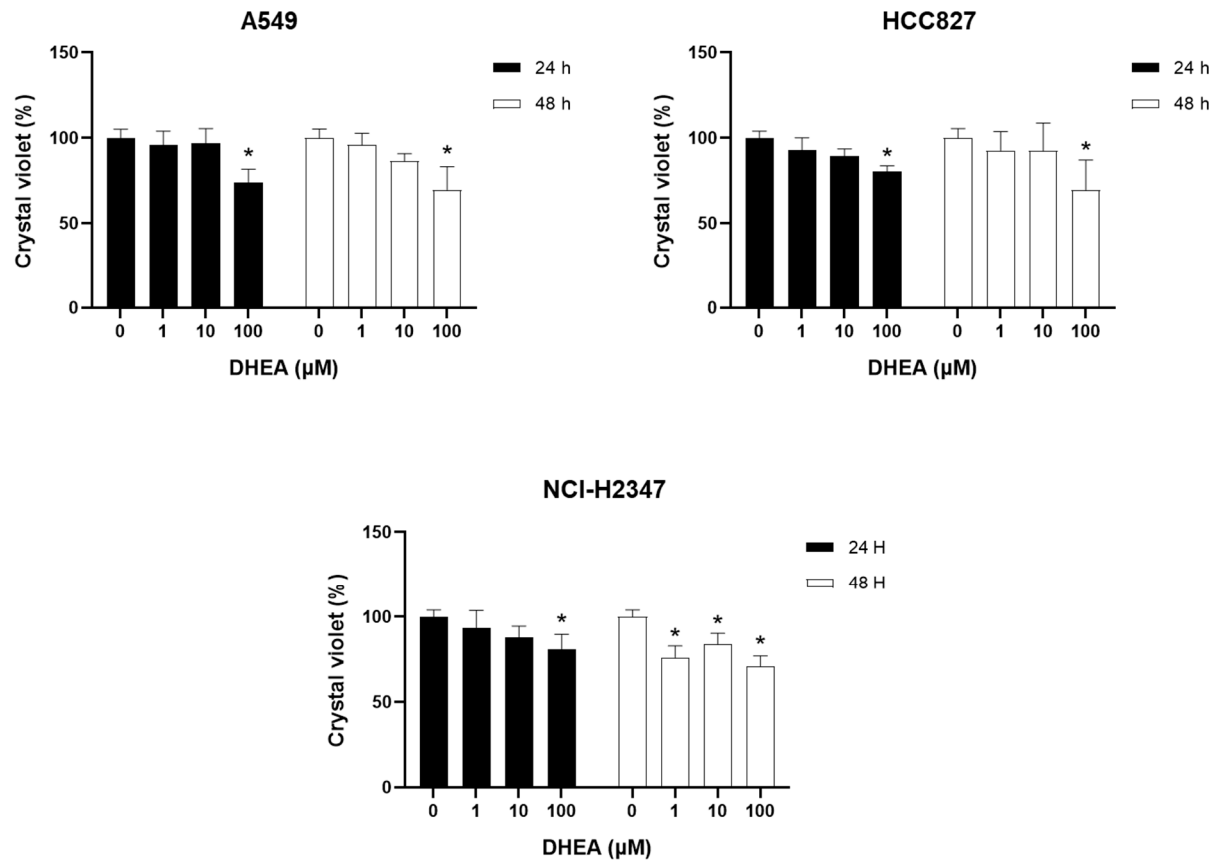 A549
150
100
50
0
Crystal violet (%)
* *
0 1 10 100 0 1 10 100
DHEA (µM)
24 h
48 h
HCC827
150
100
50
0
Crystal violet (%)
* *
0 1 10 100 0 1 10 100
DHEA (µM)
24 h
48 h
NCI-H2347
150
100
50
0
Crystal violet (%)
* * * *
0 1 10 100 0 1 10 100
DHEA (µM)
24 H
48 H